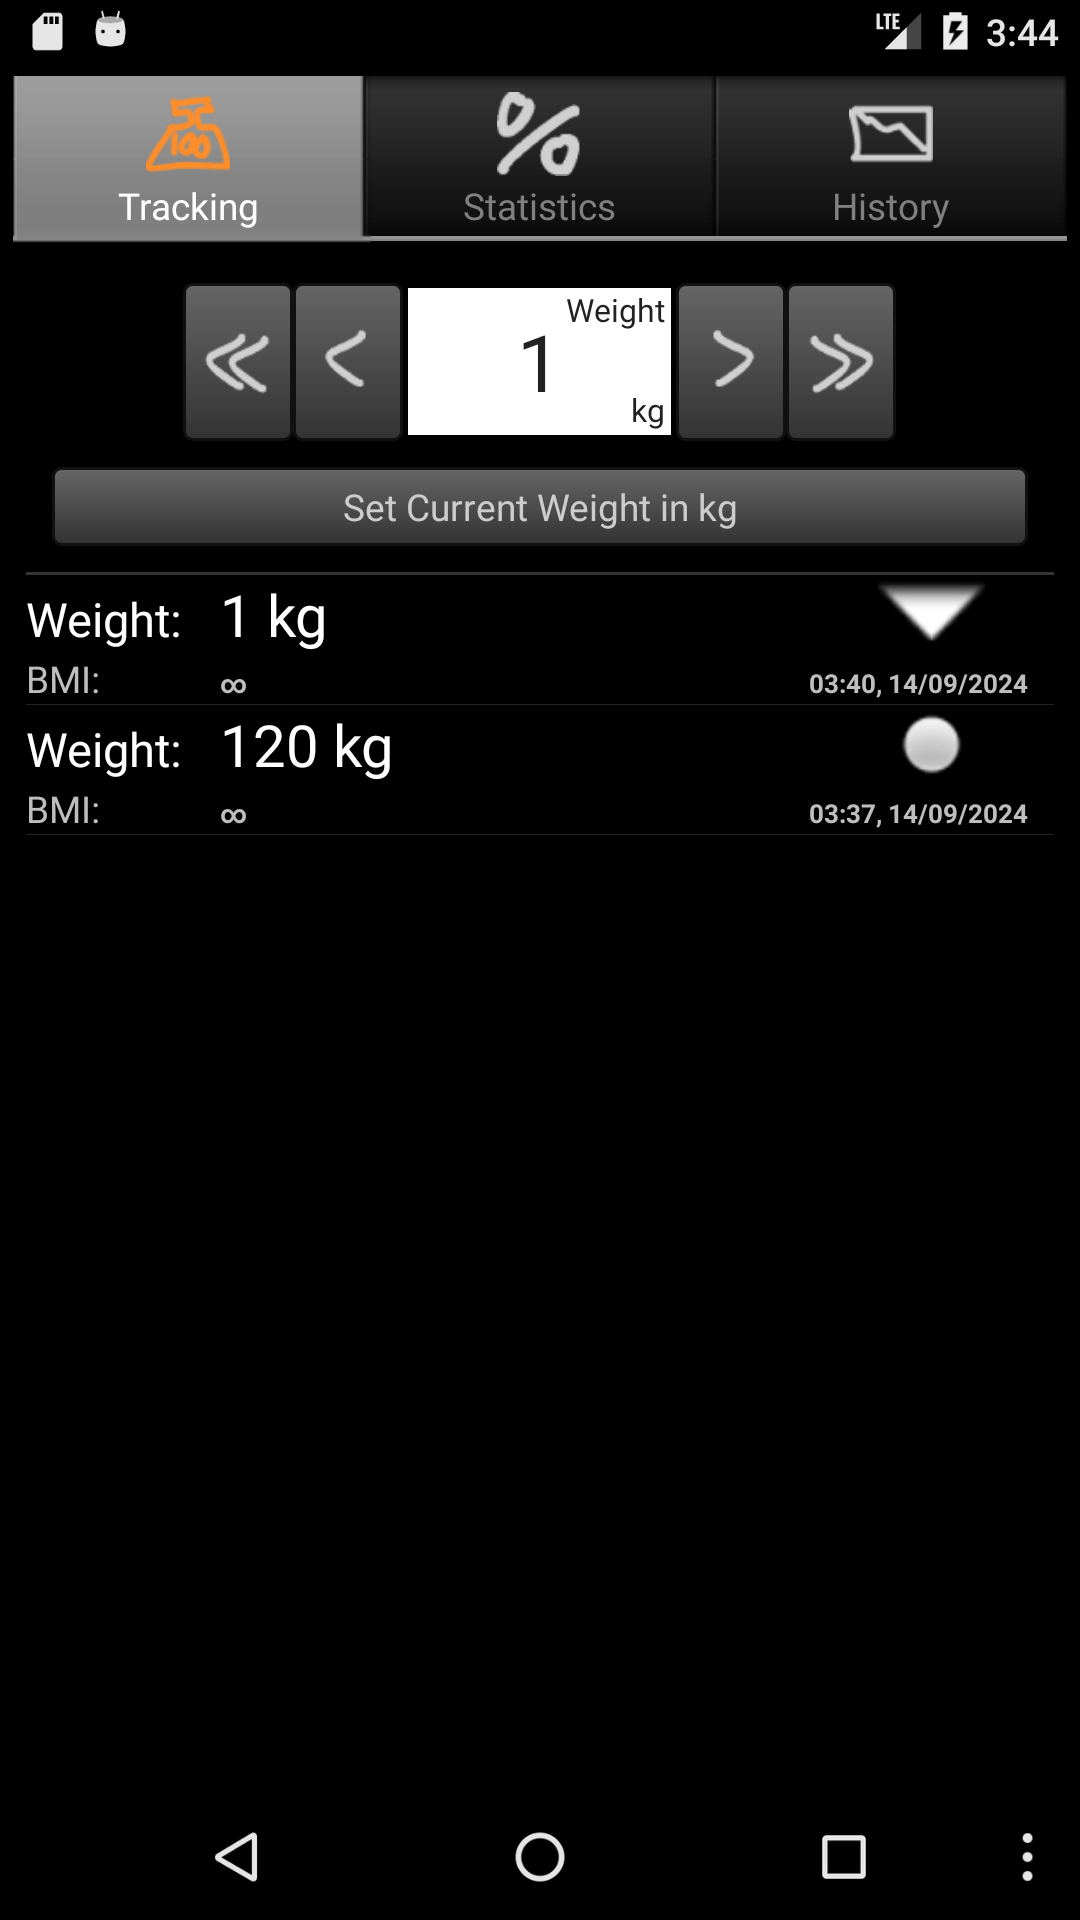 LTE 3:44
100
Tracking
Statistics
History
Weight
1
kg
Set Current Weight in kg
Weight: 1 kg
BMI: ∞ 03:40, 14/09/2024
Weight: 120 kg
BMI: ∞ 03:37, 14/09/2024